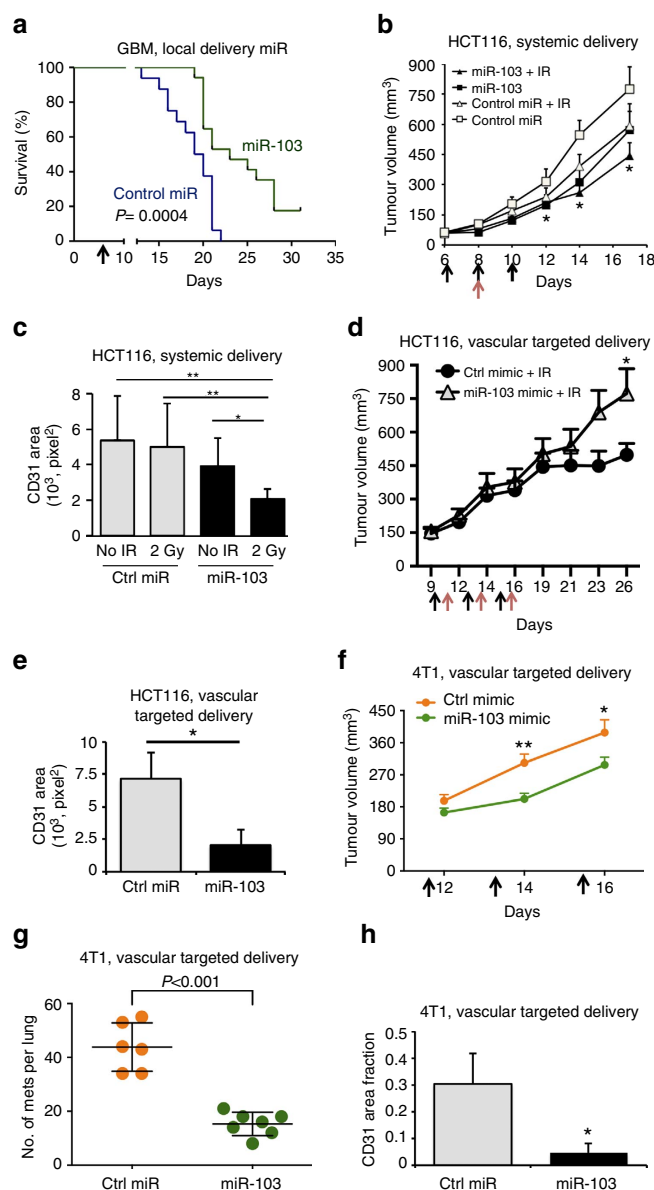 a
GBM, local delivery miR
Survival (%)
100
80
60
40
20
0
miR-103
Control miR
P= 0.0004
0 10 15 20 25 30 35
Days
b
HCT116, systemic delivery
Tumour volume (mm3)
900
750
600
450
300
150
0
miR-103 + IR
miR-103
Control miR + IR
Control miR
* * *
6 8 10 12 14 16 18
Days
c
HCT116, systemic delivery
CD31 area
(103, pixel2)
8
6
4
2
0
**
**
*
No IR 2 Gy No IR 2 Gy
Ctrl miR miR-103
d
HCT116, vascular targeted delivery
Tumour volume (mm3)
900
750
600
450
300
150
0
Ctrl mimic + IR
miR-103 mimic + IR
*
9 12 14 16 19 21 23 26
Days
e
HCT116, vascular
targeted delivery
CD31 area
(103, pixel2)
10
7.5
5
2.5
0
*
Ctrl miR miR-103
f
4T1, vascular targeted delivery
Tumour volume (mm3)
450
360
270
180
90
0
Ctrl mimic
miR-103 mimic
** *
12 14 16
Days
g
4T1, vascular targeted delivery
P<0.001
No. of mets per lung
60
40
20
0
Ctrl miR miR-103
h
4T1, vascular targeted delivery
CD31 area fraction
0.5
0.4
0.3
0.2
0.1
0
*
Ctrl miR miR-103